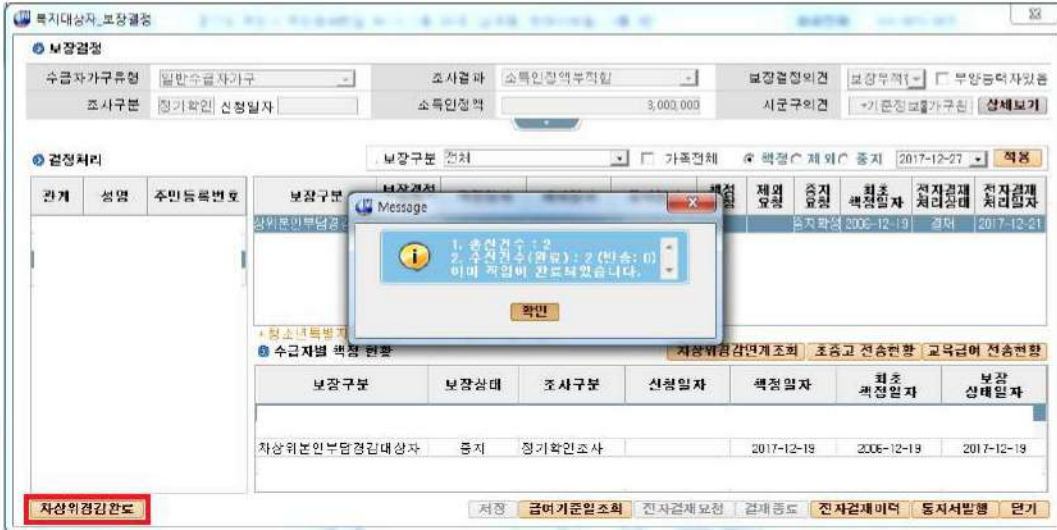 복지대상자_보장결정
보장결정
수급자가구유형 일반수급자가구 조사결과 소득인정액부적합 보장결정의견 보장부적 부양능력자있음
조사구분 정기확인 신청일자 소득인정액 3,000,000 시군구의견 상세보기
결정처리 보장구분 전체 가족전체 책정 제외 중지 2017-12-27 적용
관계 성명 주민등록번호 보장구분 보장결정 제외요청 중지요청 최초책정일자 전자결재처리상태 전자결재처리일자
중지확정 2006-12-19 결재 2017-12-21
Message
1. 송신건수 : 2
2. 수신건수(완료) : 2 (반송: 0)
이미 작업이 완료되었습니다.
확인
+청소년특별지
수급자별 책정 현황 차상위경감연계조회 초중고 전송현황 교육급여 전송현황
보장구분 보장상태 조사구분 신청일자 책정일자 최초책정일자 보장상태일자
차상위본인부담경감대상자 중지 정기확인조사 2017-12-19 2006-12-19 2017-12-19
차상위경감완료 저장 급여기준일조회 전자결재요청 결재종료 전자결재이력 통지서발행 닫기